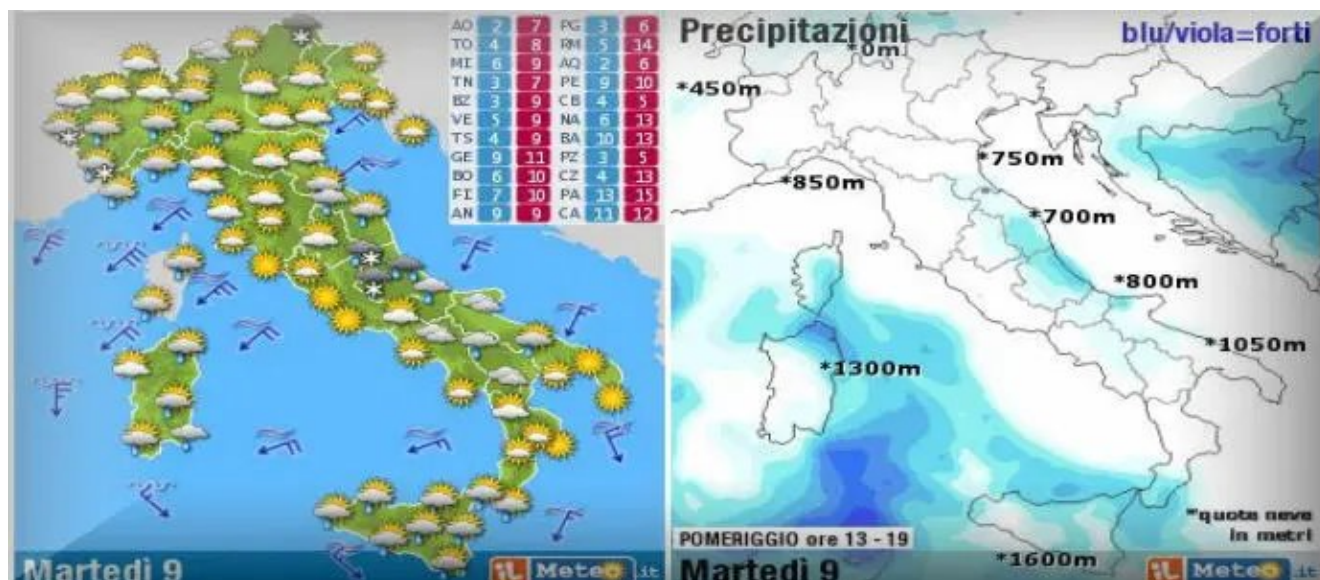 AO 2 7 PG 3 6
TO 4 8 RM 5 14
MI 6 9 AQ 2 6
TN 3 7 PE 9 10
BZ 3 9 CB 4 5
VE 5 9 NA 6 13
TS 4 9 BA 10 13
GE 9 11 PZ 3 5
BO 6 10 CZ 4 13
FI 7 10 PA 13 15
AN 9 9 CA 11 12
Martedì 9
iL Meteo.it
Precipitazioni
blu/viola=forti
*0m
*450m
*750m
*850m
*700m
*800m
*1050m
*1300m
*quote neve
in metri
POMERIGGIO ore 13 - 19
*1600m
Martedì 9
iL Meteo.it